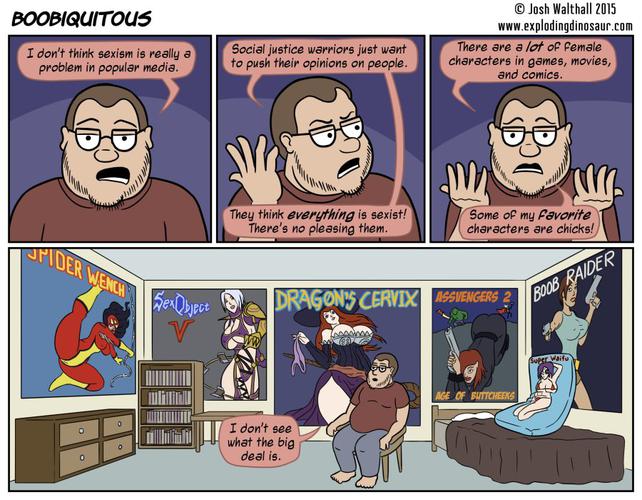 BOOBIQUITOUS
© Josh Walthall 2015
www.explodingdinosaur.com
I don't think sexism is really a
problem in popular media.
Social justice warriors just want
to push their opinions on people.
They think everything is sexist!
There's no pleasing them.
There are a lot of female
characters in games, movies,
and comics.
Some of my favorite
characters are chicks!
SPIDER WENCH
SexObject
V
DRAGON'S CERVIX
ASSVENGERS 2
AGE OF BUTTCHEEKS
BOOB RAIDER
Super Waifu
I don't see
what the big
deal is.